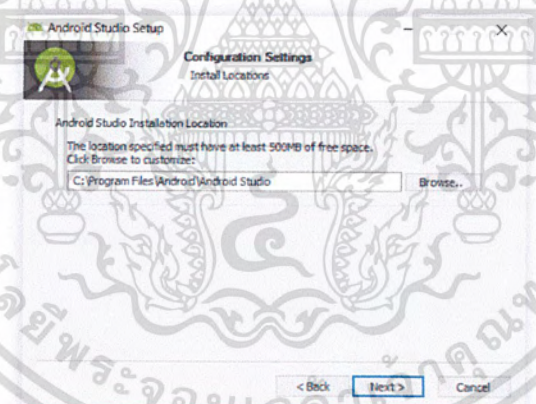 Android Studio Setup
Configuration Settings
Install Locations
Android Studio Installation Location
The location specified must have at least 500MB of free space.
Click Browse to customize:
C:\Program Files\Android\Android Studio
Browse..
< Back
Next >
Cancel